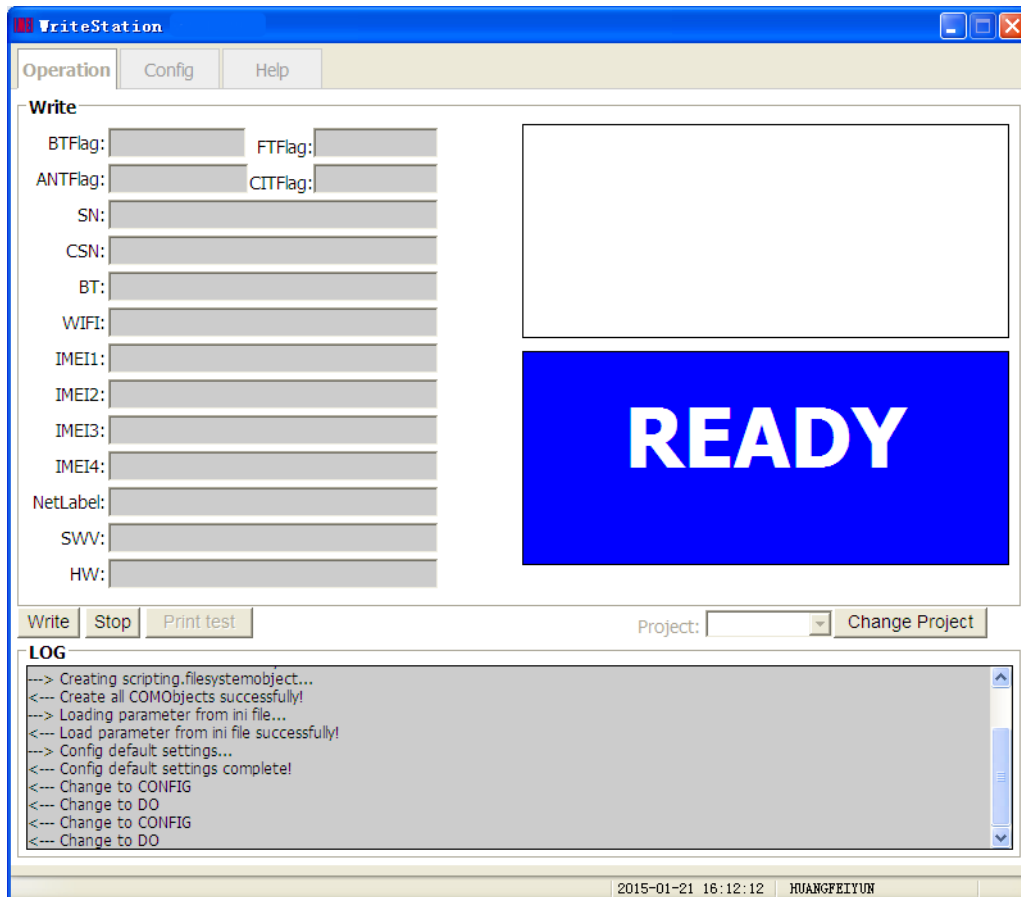 WriteStation
Operation Config Help
Write
BTFlag: FTFlag:
ANTFlag: CITFlag:
SN:
CSN:
BT:
WIFI:
IMEI1:
IMEI2:
IMEI3:
IMEI4:
NetLabel:
SWV:
HW:
READY
Write Stop Print test Project: Change Project
LOG
---> Creating scripting.filesystemobject...
<--- Create all COMObjects successfully!
---> Loading parameter from ini file...
<--- Load parameter from ini file successfully!
---> Config default settings...
<--- Config default settings complete!
<--- Change to CONFIG
<--- Change to DO
<--- Change to CONFIG
<--- Change to DO
2015-01-21 16:12:12 HUANGFEIYUN